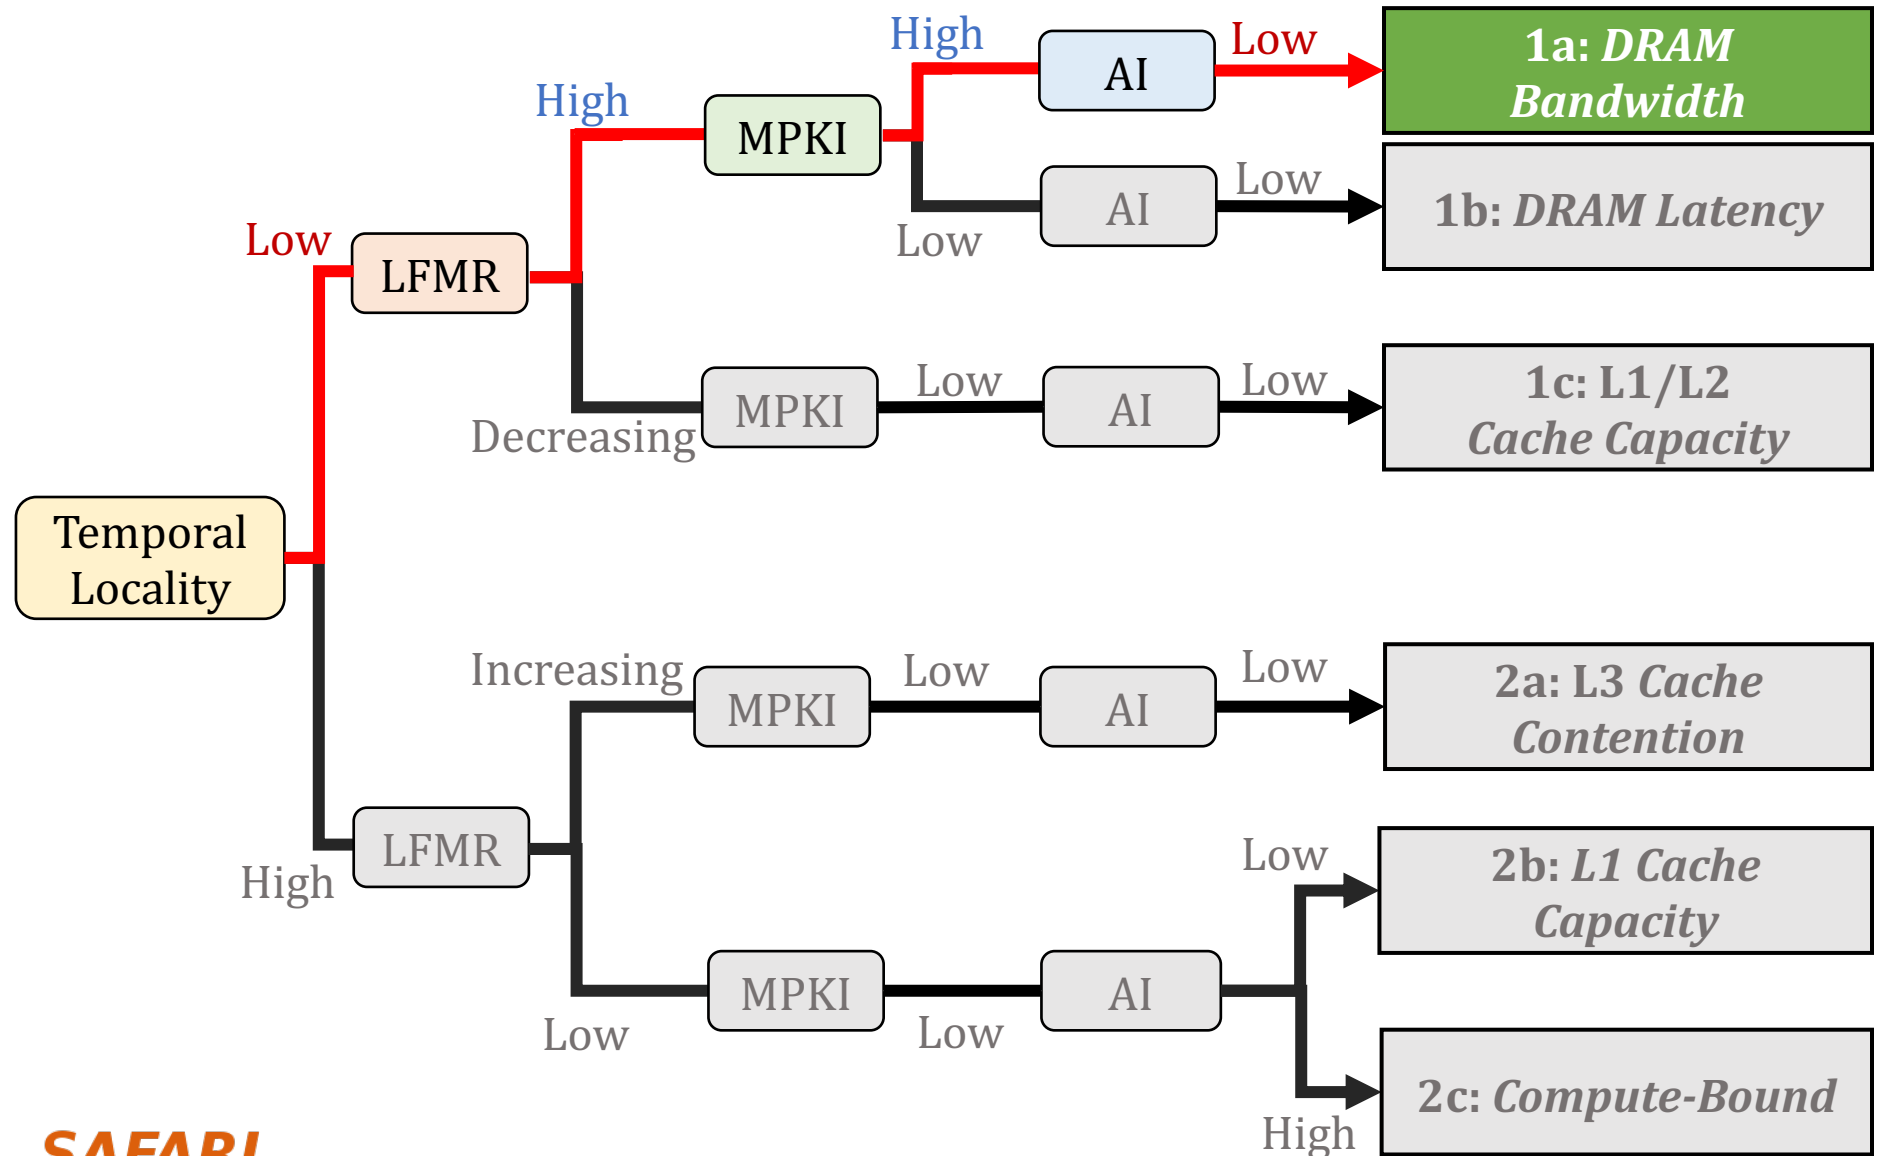 High
Low
AI
1a: DRAM
Bandwidth
High
MPKI
Low
AI
Low
1b: DRAM Latency
Low
LFMR
Decreasing
MPKI
Low
AI
Low
1c: L1/L2
Cache Capacity
Temporal
Locality
Increasing
MPKI
Low
AI
Low
2a: L3 Cache
Contention
High
LFMR
Low
MPKI
Low
AI
Low
2b: L1 Cache
Capacity
High
2c: Compute-Bound
SAFARI